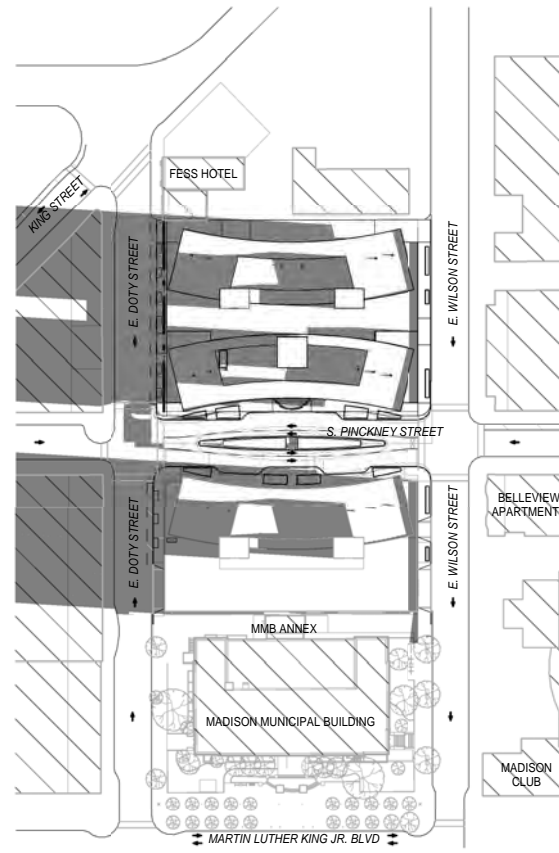 FESS HOTEL
KING STREET
E. DOTY STREET
E. WILSON STREET
S. PINCKNEY STREET
BELLEVIEW
APARTMENT
E. DOTY STREET
E. WILSON STREET
MMB ANNEX
MADISON MUNICIPAL BUILDING
MADISON
CLUB
MARTIN LUTHER KING JR. BLVD